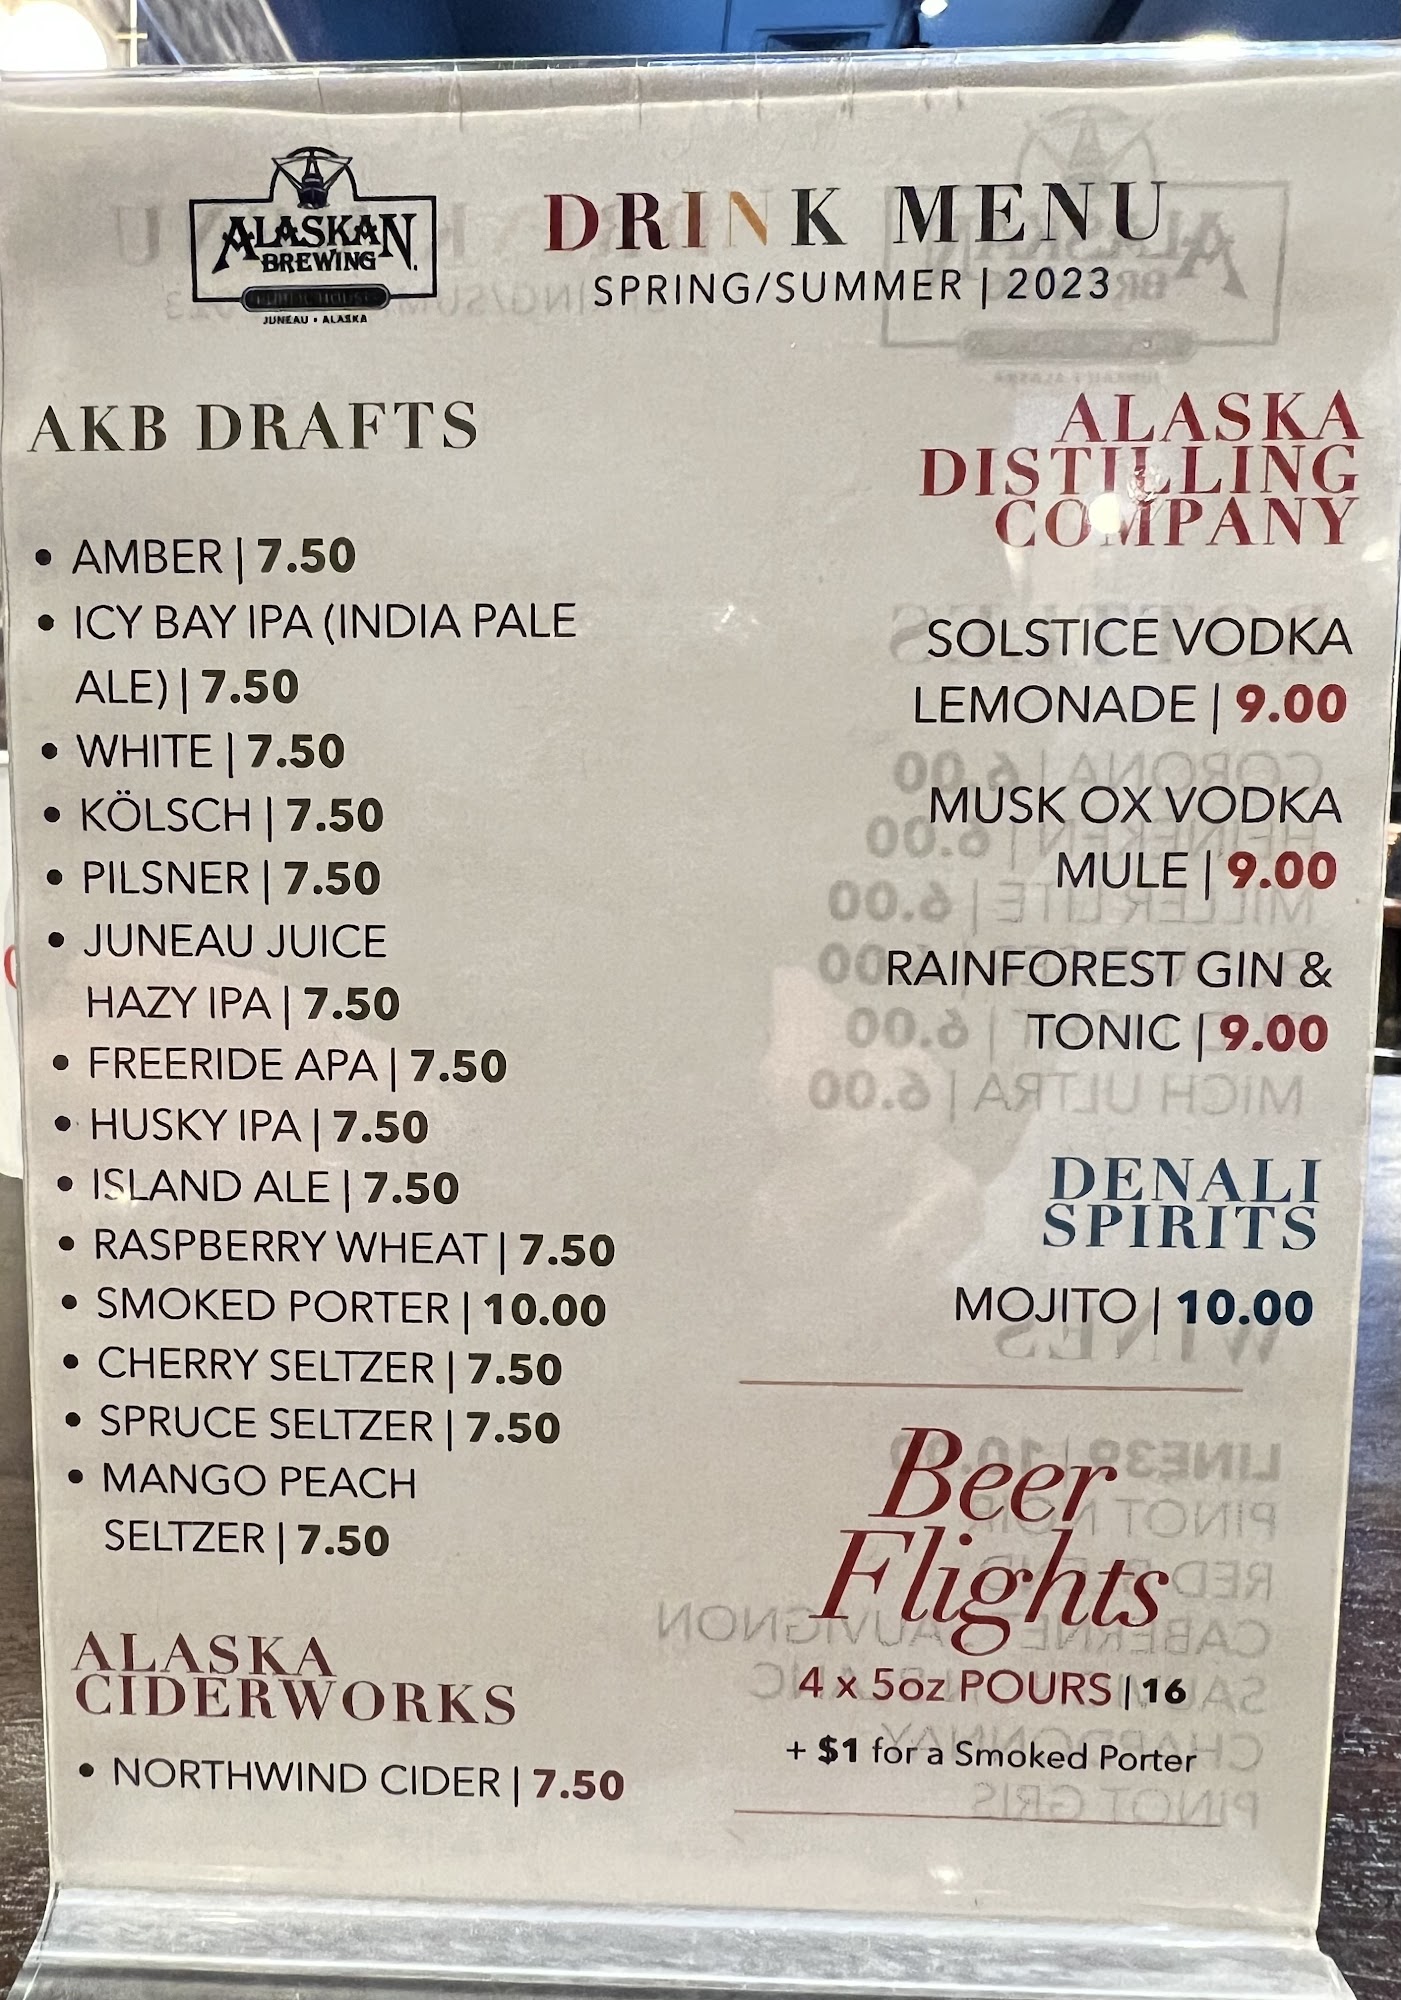 ALASKAN
BREWING
JUNEAU • ALASKA
DRINK MENU
SPRING/SUMMER | 2023
AKB DRAFTS
• AMBER | 7.50
• ICY BAY IPA (INDIA PALE
ALE) | 7.50
• WHITE | 7.50
• KÖLSCH | 7.50
• PILSNER | 7.50
• JUNEAU JUICE
HAZY IPA | 7.50
• FREERIDE APA | 7.50
• HUSKY IPA | 7.50
• ISLAND ALE | 7.50
• RASPBERRY WHEAT | 7.50
• SMOKED PORTER | 10.00
• CHERRY SELTZER | 7.50
• SPRUCE SELTZER | 7.50
• MANGO PEACH
SELTZER | 7.50
ALASKA
CIDERWORKS
• NORTHWIND CIDER | 7.50
ALASKA
DISTILLING
COMPANY
SOLSTICE VODKA
LEMONADE | 9.00
MUSK OX VODKA
MULE | 9.00
RAINFOREST GIN &
TONIC | 9.00
DENALI
SPIRITS
MOJITO | 10.00
Beer
Flights
4 x 5oz POURS | 16
+ $1 for a Smoked Porter